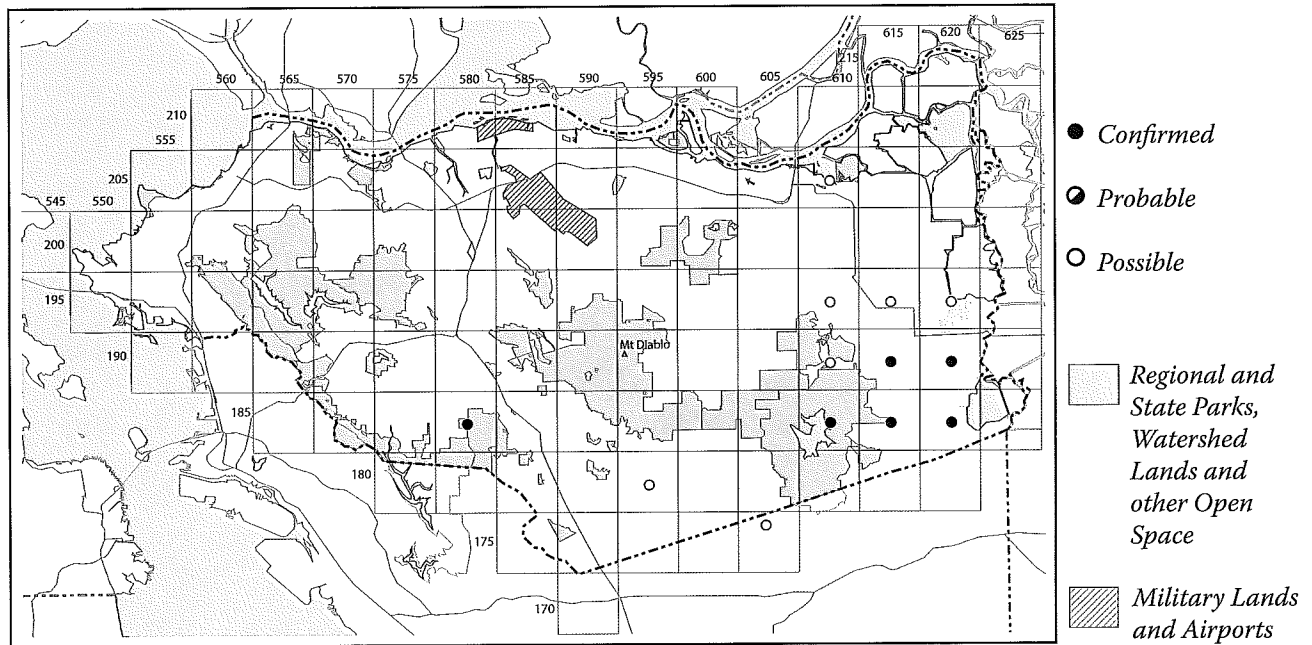 615 620 625
215
560 565 570 575 580 585 590 595 600 605 610
210
555
205
545 550
200
195
Mt Diablo
190
185
180
175
170
Confirmed
Probable
Possible
Regional and
State Parks,
Watershed
Lands and
other Open
Space
Military Lands
and Airports